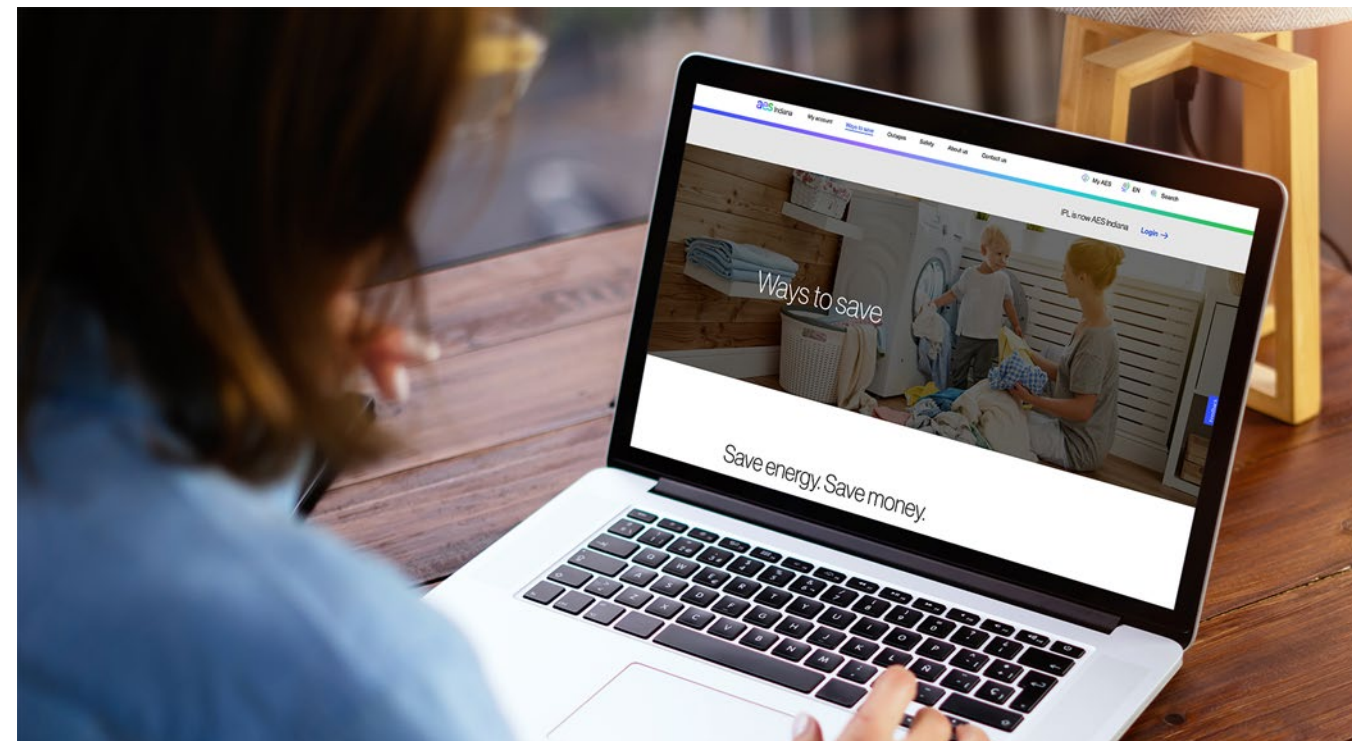 aes Indiana My account Ways to save Outages Safety About us Contact us
My AES EN Search
IPL is now AES Indiana Login →
Ways to save
Save energy. Save money.
Q W E R T Y U I O P
A S D F G H J K L Ñ
Z X C V B N M